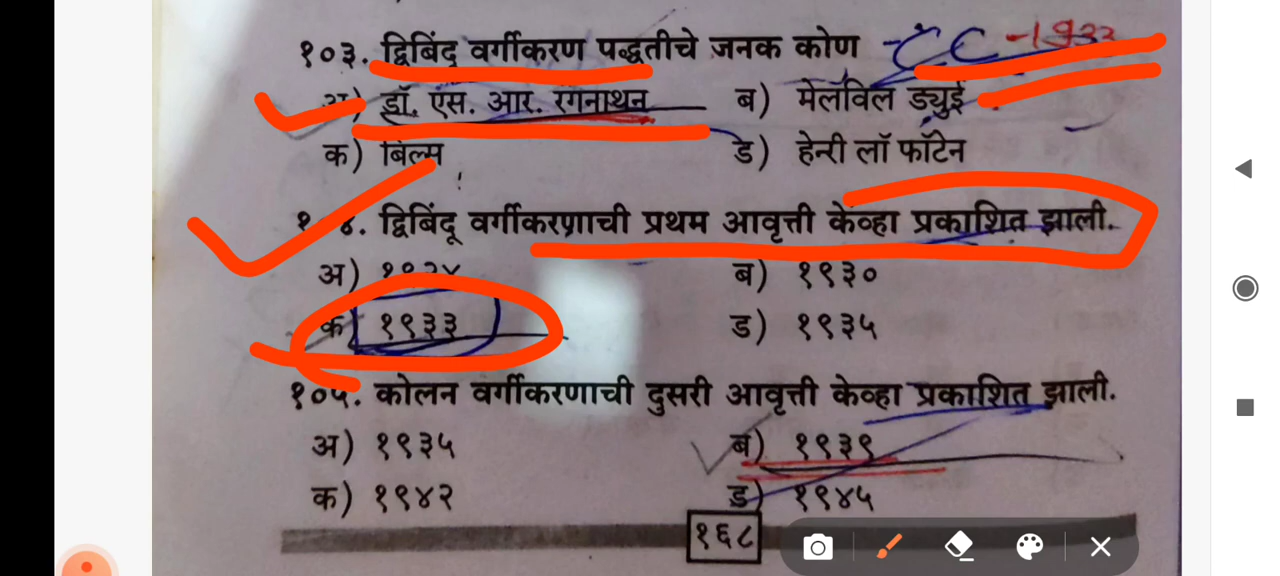 १०३. द्विबिंदु वर्गीकरण पद्धतीचे जनक कोण - CC -1933
अ) डॉ. एस. आर. रंगनाथन ब) मेलविल ड्युई
क) बिल्स ड) हेन्री लॉ फॉटेन
१०४. द्विबिंदू वर्गीकरणाची प्रथम आवृत्ती केव्हा प्रकाशित झाली.
अ) १९२४ ब) १९३०
क) १९३३ ड) १९३५
१०५. कोलन वर्गीकरणाची दुसरी आवृत्ती केव्हा प्रकाशित झाली.
अ) १९३५ ब) १९३९
क) १९४२ ड) १९४५
१६८